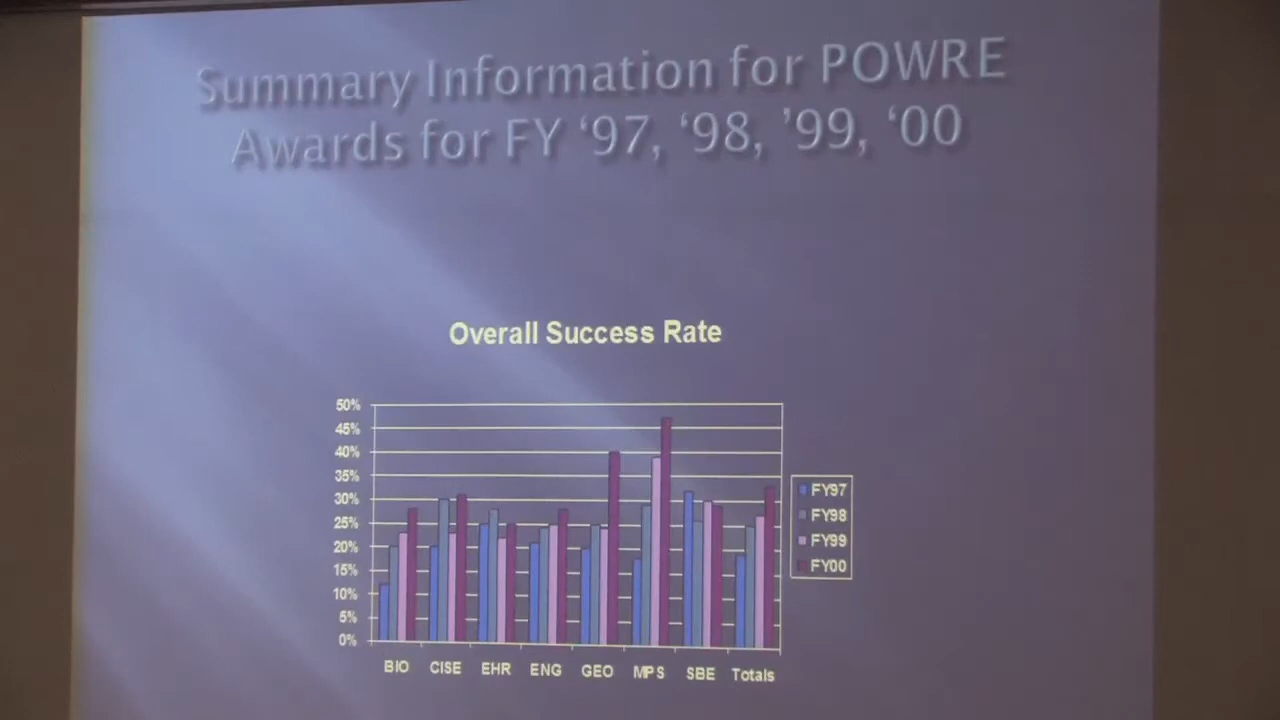 Summary Information for POWRE
Awards for FY ‘97, ‘98, ’99, ‘00
Overall Success Rate
50%
45%
40%
35%
30%
25%
20%
15%
10%
5%
0%
BIO CISE EHR ENG GEO MPS SBE Totals
FY97
FY98
FY99
FY00